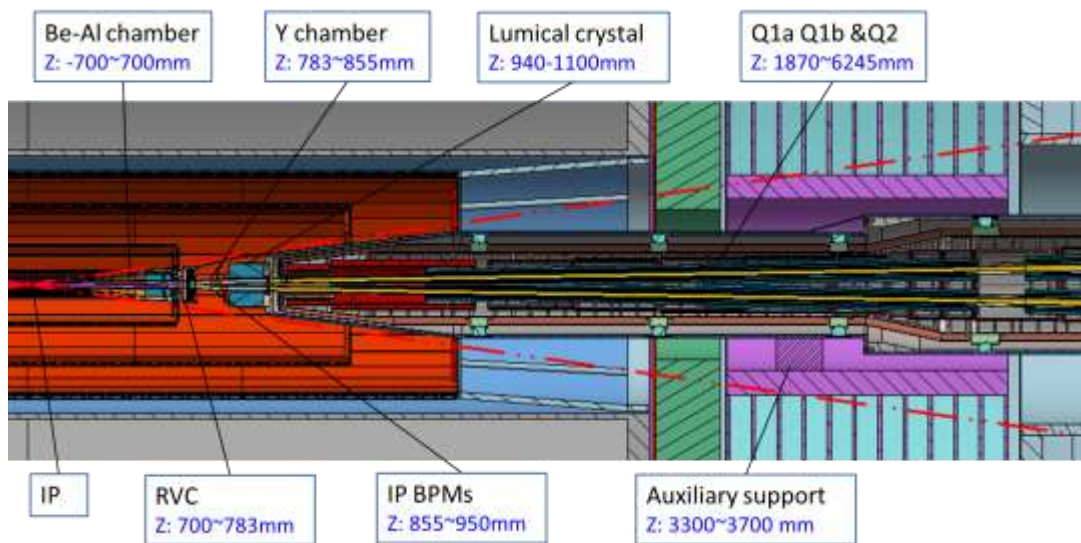 Be-Al chamber
Z: -700~700mm
Y chamber
Z: 783~855mm
Lumical crystal
Z: 940-1100mm
Q1a Q1b &Q2
Z: 1870~6245mm
IP
RVC
Z: 700~783mm
IP BPMs
Z: 855~950mm
Auxiliary support
Z: 3300~3700 mm